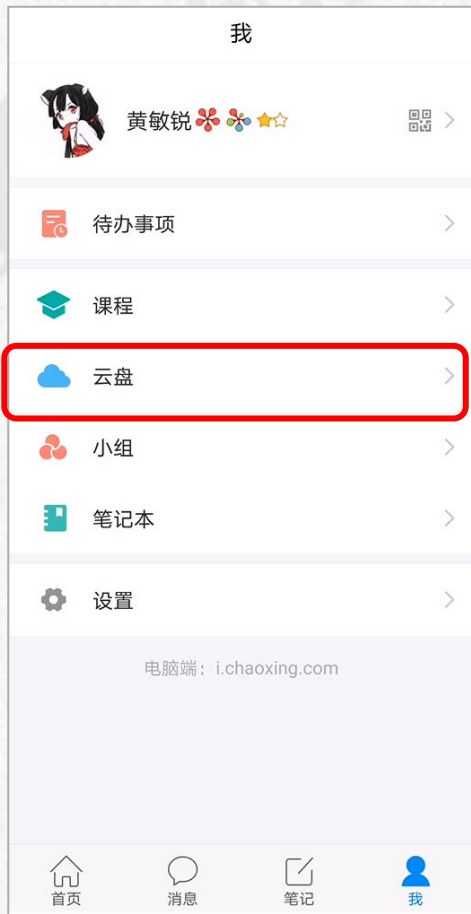 我
黄敏锐
待办事项
课程
云盘
小组
笔记本
设置
电脑端：i.chaoxing.com
首页 消息 笔记 我